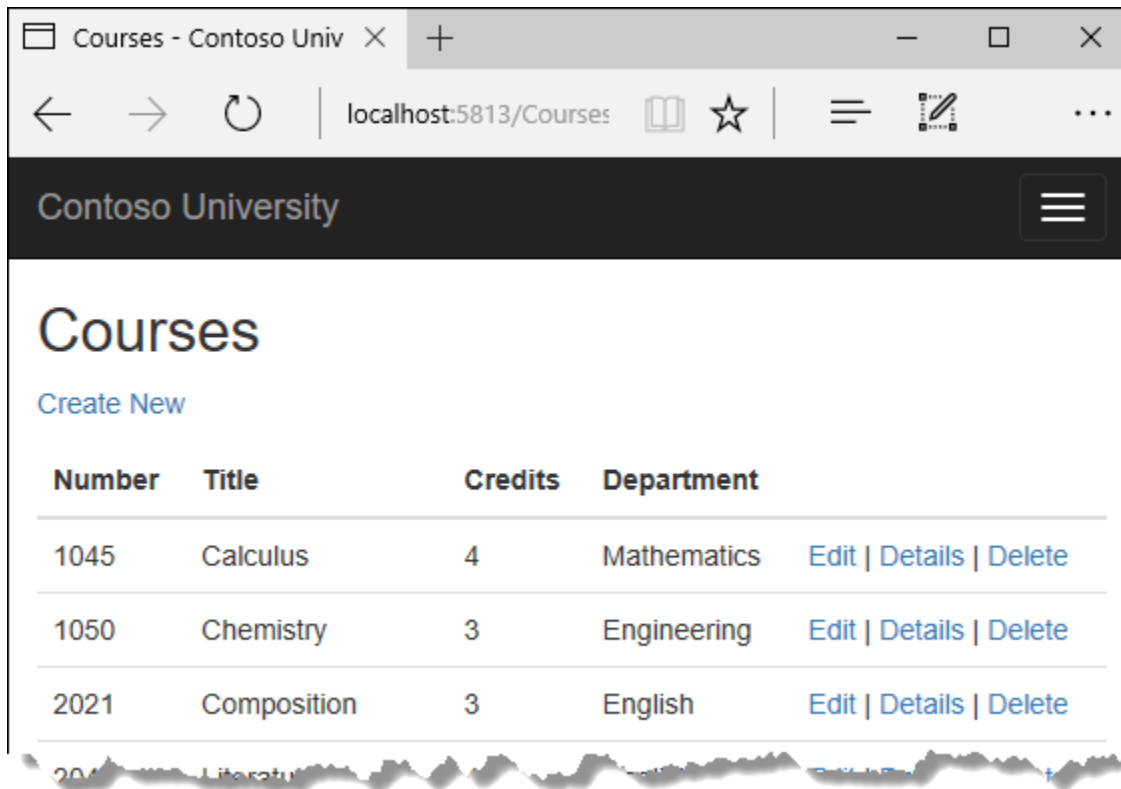 Courses - Contoso Univ
localhost:5813/Courses
Contoso University
Courses
Create New
Number Title Credits Department
1045 Calculus 4 Mathematics Edit | Details | Delete
1050 Chemistry 3 Engineering Edit | Details | Delete
2021 Composition 3 English Edit | Details | Delete